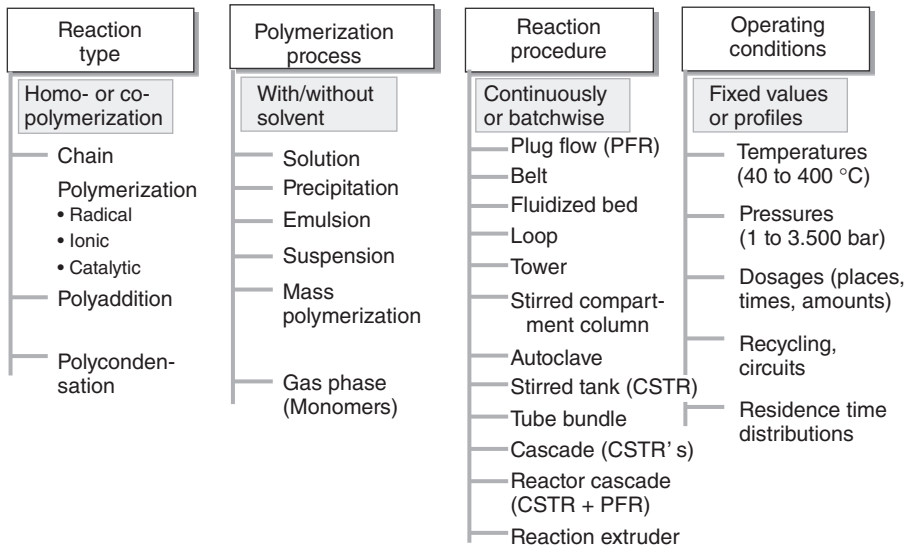 Reaction
type
Homo- or co-
polymerization
Chain
Polymerization
• Radical
• Ionic
• Catalytic
Polyaddition
Polyconden-
sation
Polymerization
process
With/without
solvent
Solution
Precipitation
Emulsion
Suspension
Mass
polymerization
Gas phase
(Monomers)
Reaction
procedure
Continuously
or batchwise
Plug flow (PFR)
Belt
Fluidized bed
Loop
Tower
Stirred compart-
ment column
Autoclave
Stirred tank (CSTR)
Tube bundle
Cascade (CSTR' s)
Reactor cascade
(CSTR + PFR)
Reaction extruder
Operating
conditions
Fixed values
or profiles
Temperatures
(40 to 400 °C)
Pressures
(1 to 3.500 bar)
Dosages (places,
times, amounts)
Recycling,
circuits
Residence time
distributions